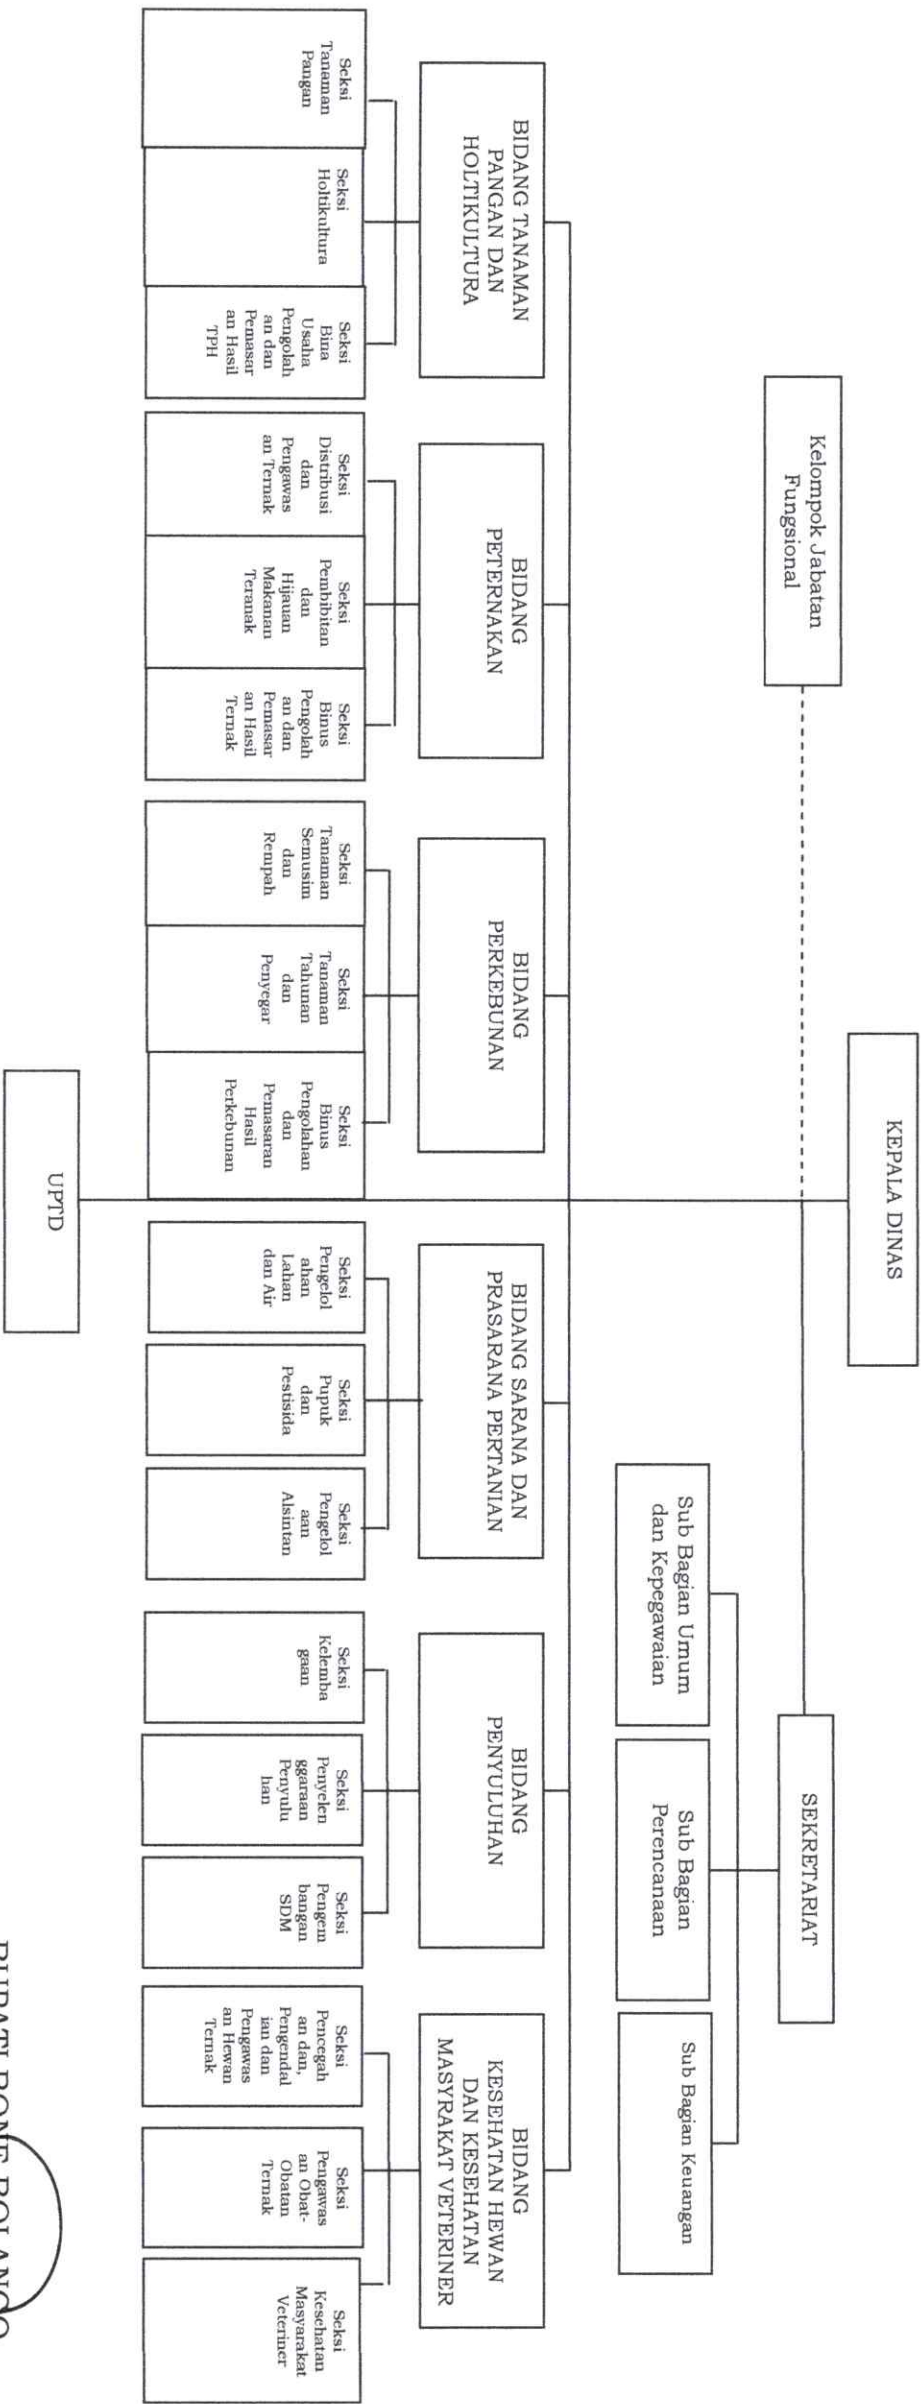 KEPALA DINAS
Kelompok Jabatan
Fungsional
SEKRETARIAT
Sub Bagian Umum
dan Kepegawaian
Sub Bagian
Perencanaan
Sub Bagian Keuangan
BIDANG TANAMAN
PANGAN DAN
HOLTIKULTURA
BIDANG
PETERNAKAN
BIDANG
PERKEBUNAN
BIDANG SARANA DAN
PRASARANA PERTANIAN
BIDANG
PENYULUHAN
BIDANG
KESEHATAN HEWAN
DAN KESEHATAN
MASYRAKAT VETERINER
Seksi
Tanaman
Pangan
Seksi
Holtikultura
Seksi
Bina
Usaha
Pengolah
an dan
Pemasar
an Hasil
TPH
Seksi
Distribusi
dan
Pengawas
an Ternak
Seksi
Pembibitan
dan
Hijauan
Makanan
Teranak
Seksi
Binus
Pengolah
an dan
Pemasar
an Hasil
Ternak
Seksi
Tanaman
Semusim
dan
Rempah
Seksi
Tanaman
Tahunan
dan
Penyegar
Seksi
Binus
Pengolahan
dan
Pemasaran
Hasil
Perkebunan
Seksi
Pengelol
ahan
Lahan
dan Air
Seksi
Pupuk
dan
Pestisida
Seksi
Pengelol
aan
Alsintan
Seksi
Kelemba
gaan
Seksi
Penyelen
ggaraan
Penyulu
han
Seksi
Pengem
bangan
SDM
Seksi
Pencegah
an dan,
Pengendal
ian dan
Pengawas
an Hewan
Ternak
Seksi
Pengawas
an Obat-
Obatan
Ternak
Seksi
Kesehatan
Masyarakat
Veteriner
UPTD
BUPATI BONE BOLANGO